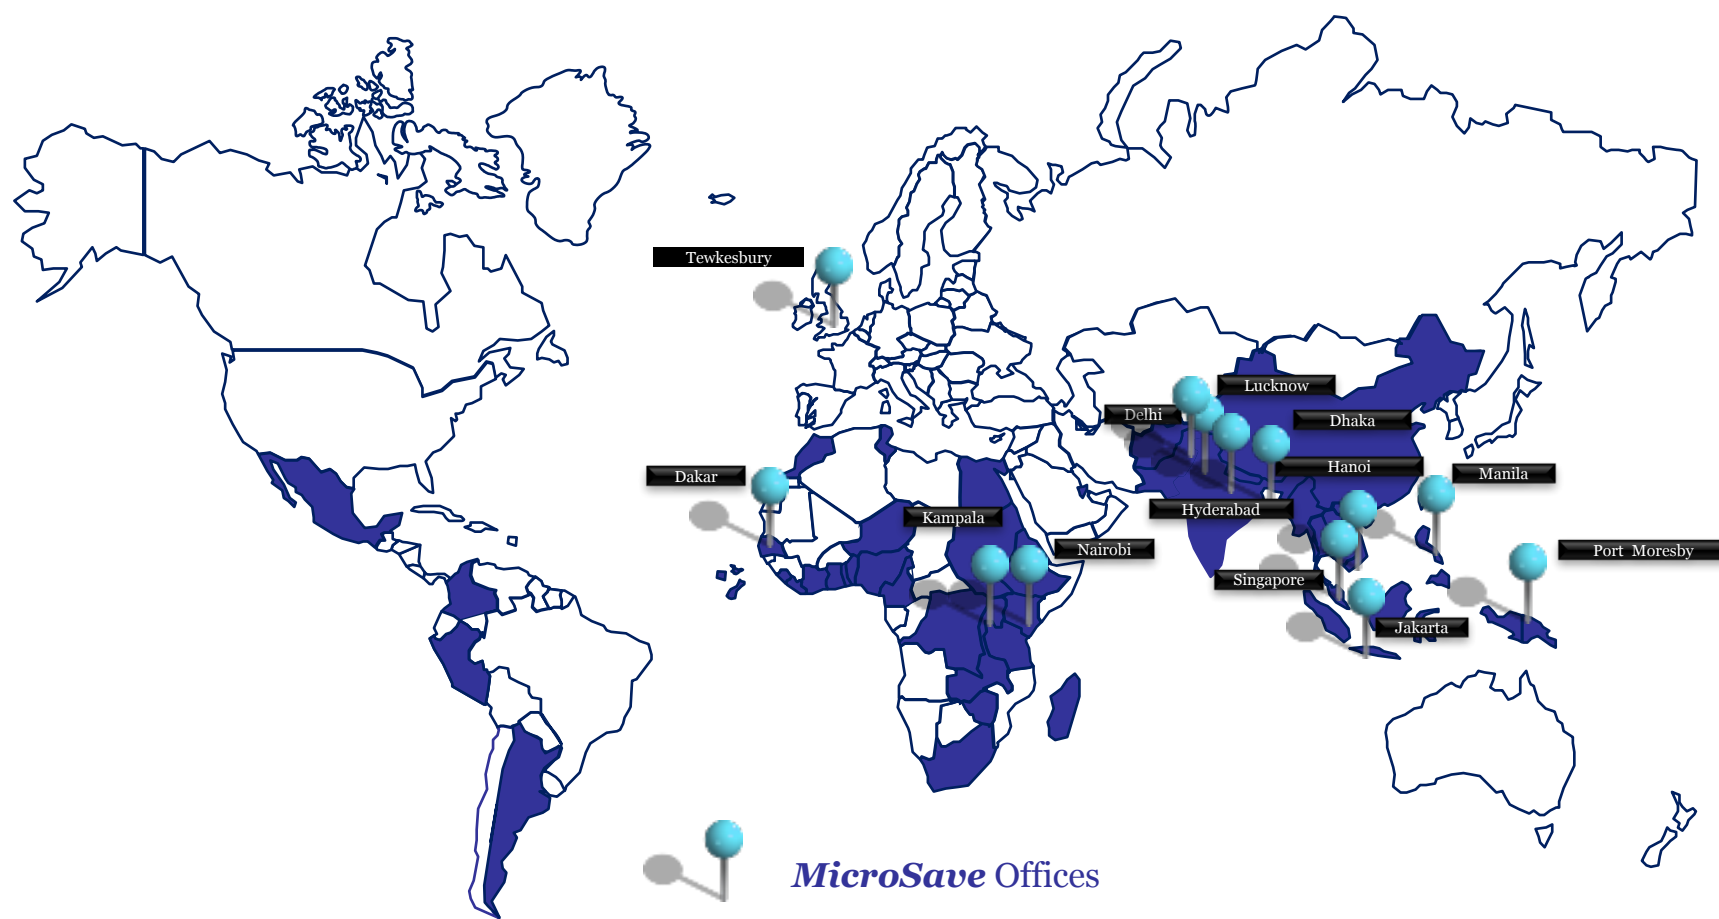 Tewkesbury
Lucknow
Delhi
Dhaka
Hanoi
Manila
Dakar
Hyderabad
Kampala
Nairobi
Port Moresby
Singapore
Jakarta
MicroSave Offices